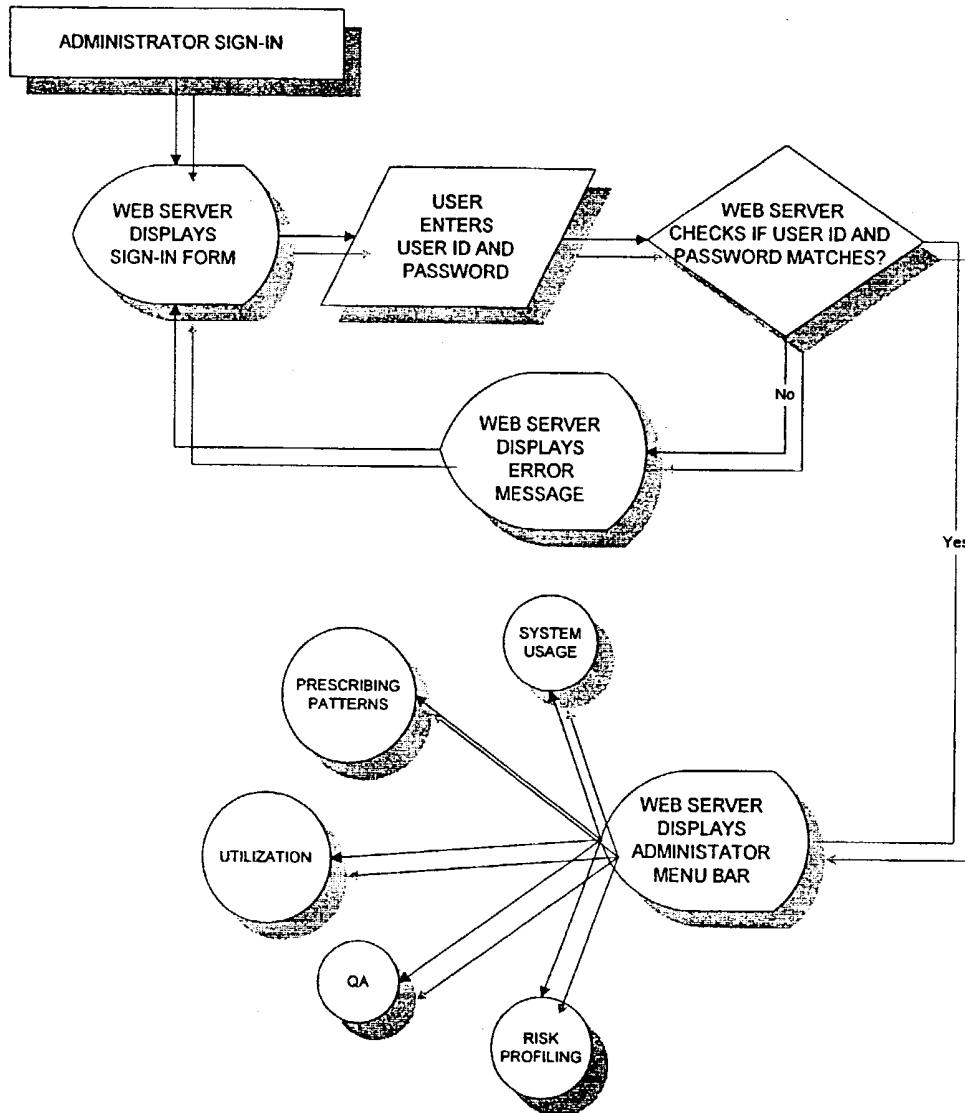 ADMINISTRATOR SIGN-IN
WEB SERVER
DISPLAYS
SIGN-IN FORM
USER
ENTERS
USER ID AND
PASSWORD
WEB SERVER
CHECKS IF USER ID AND
PASSWORD MATCHES?
No
WEB SERVER
DISPLAYS
ERROR
MESSAGE
Yes
SYSTEM
USAGE
PRESCRIBING
PATTERNS
WEB SERVER
DISPLAYS
ADMINISTATOR
MENU BAR
UTILIZATION
QA
RISK
PROFILING